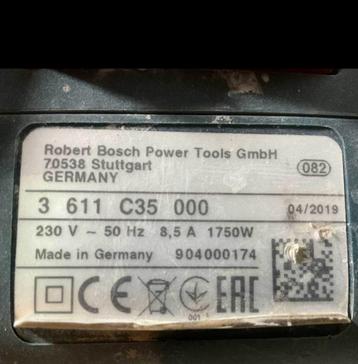 Robert Bosch Power Tools GmbH
70538 Stuttgart
GERMANY
082
3 611 C35 000
04/2019
230 V ~ 50 Hz 8,5 A 1750W
Made in Germany 904000174
CE EAC
001